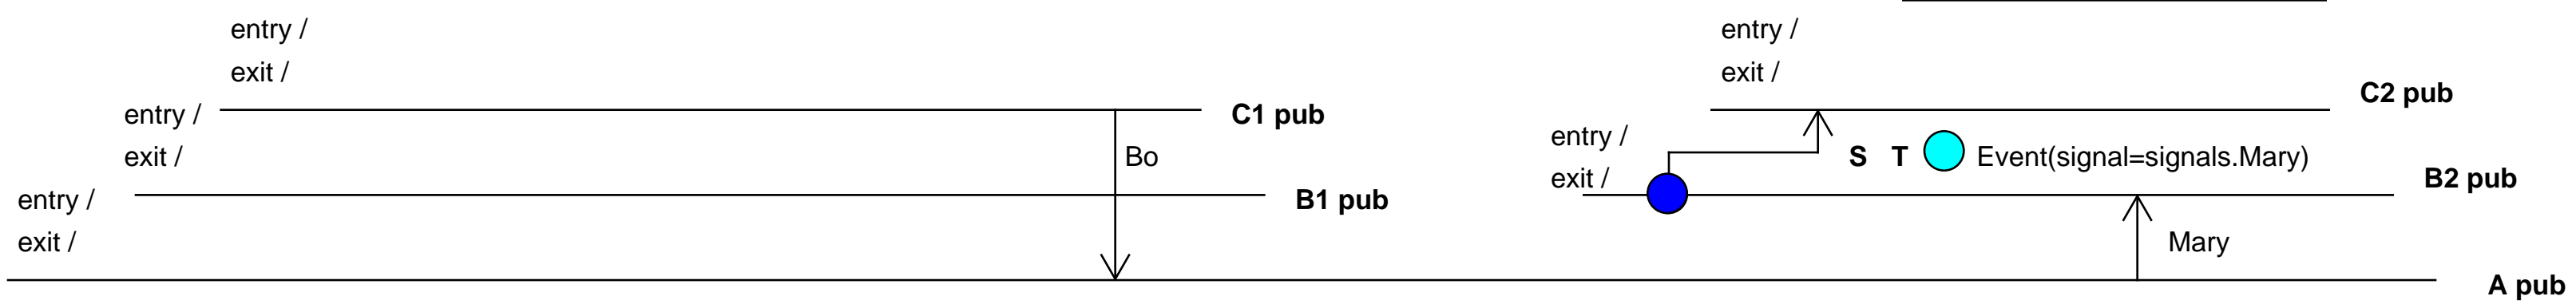 entry /
exit /
C1 pub
entry /
exit /
Bo
B1 pub
entry /
exit /
entry /
exit /
C2 pub
entry /
exit /
S T Event(signal=signals.Mary)
B2 pub
Mary
A pub